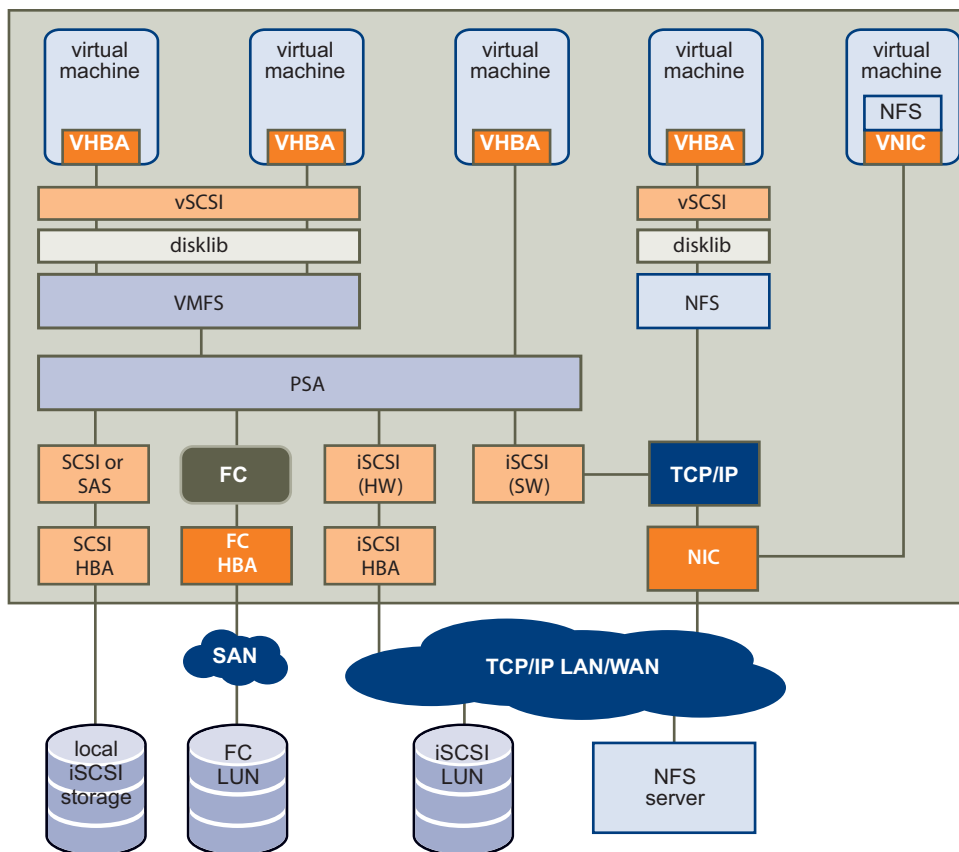 virtual
machine
VHBA
virtual
machine
VHBA
virtual
machine
VHBA
virtual
machine
VHBA
virtual
machine
NFS
VNIC
vSCSI
disklib
VMFS
vSCSI
disklib
NFS
PSA
SCSI or
SAS
FC
iSCSI
(HW)
iSCSI
(SW)
TCP/IP
SCSI
HBA
FC
HBA
iSCSI
HBA
NIC
SAN
TCP/IP LAN/WAN
local
iSCSI
storage
FC
LUN
iSCSI
LUN
NFS
server